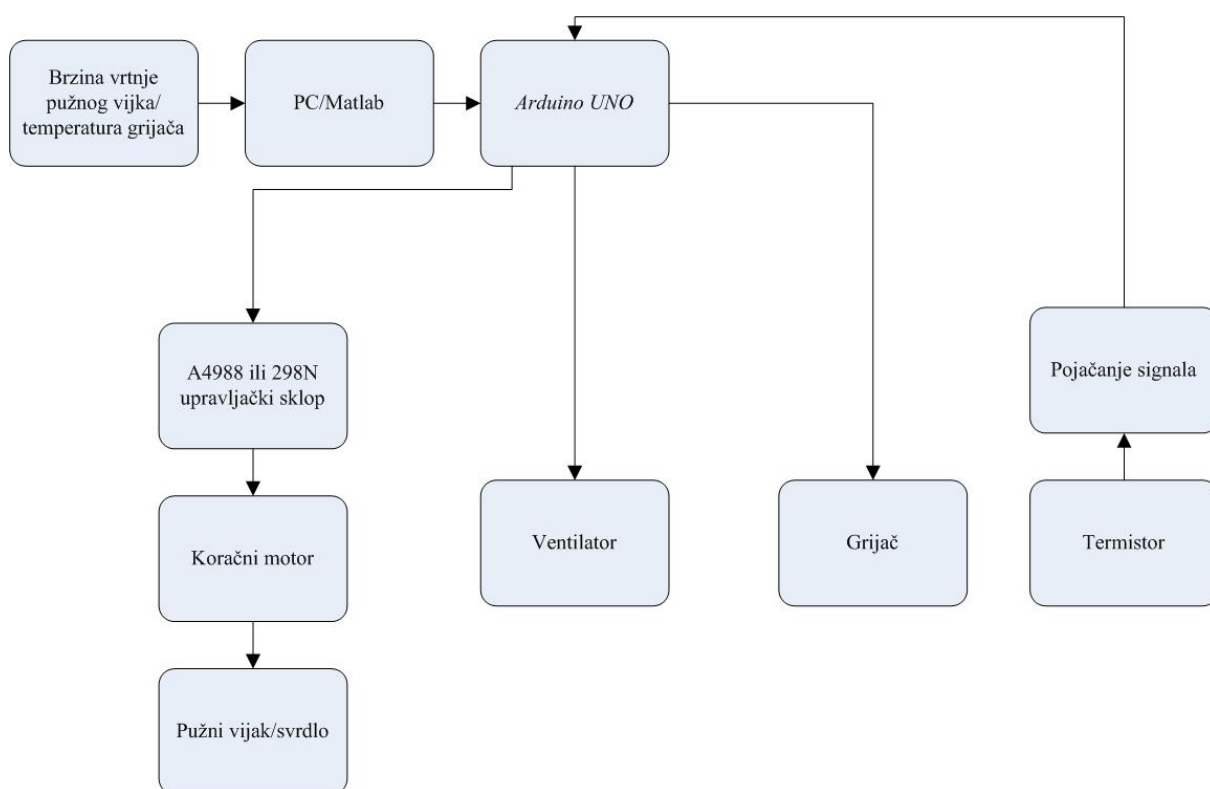 Brzina vrtnje
pužnog vijka/
temperatura grijača
PC/Matlab
Arduino UNO
A4988 ili 298N
upravljački sklop
Pojačanje signala
Koračni motor
Ventilator
Grijač
Termistor
Pužni vijak/svrdlo